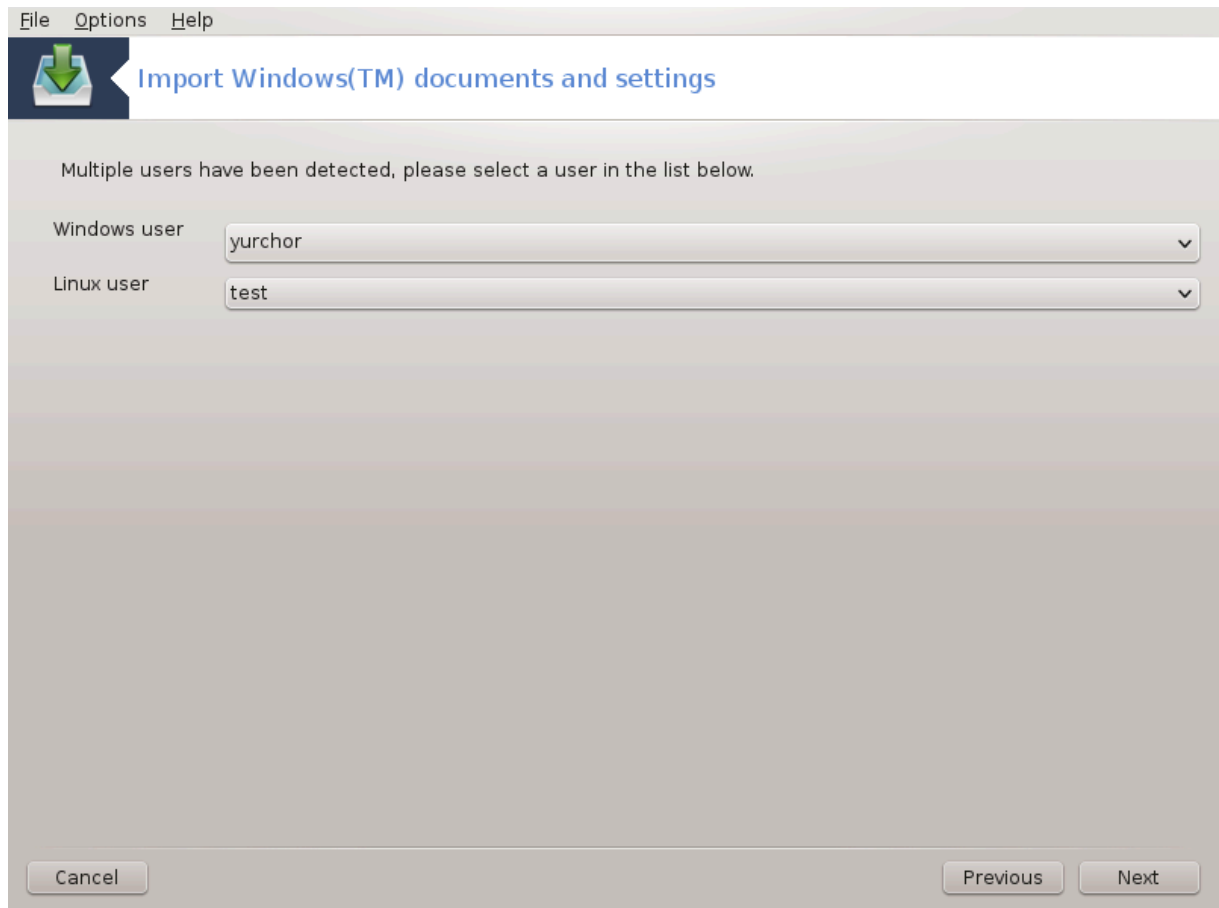 File Options Help
Import Windows(TM) documents and settings
Multiple users have been detected, please select a user in the list below.
Windows user
yurchor
Linux user
test
Cancel
Previous
Next